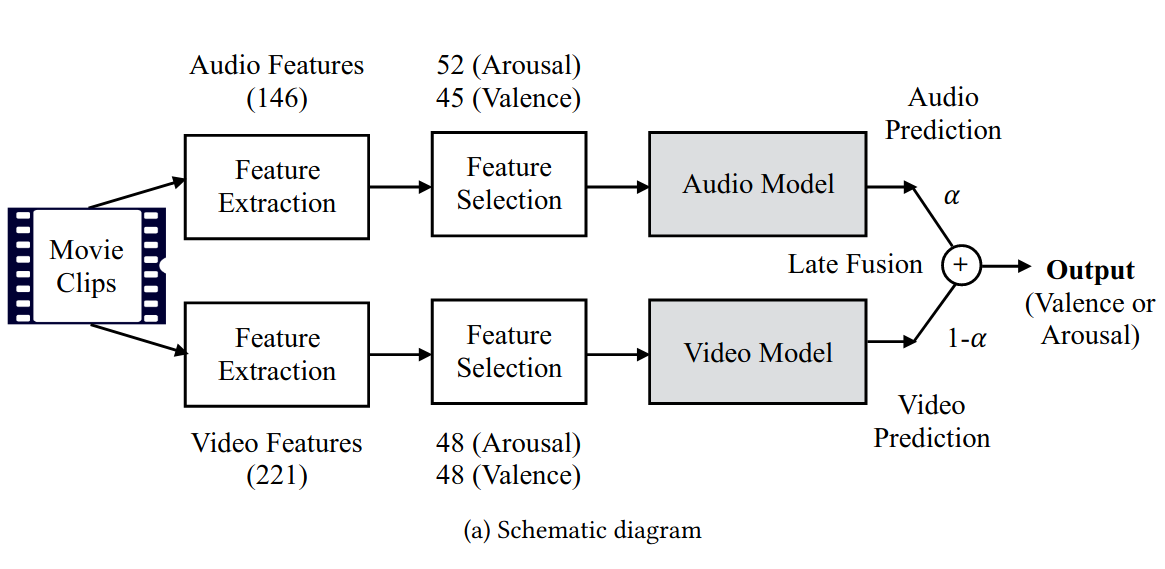 Audio Features
(146)
52 (Arousal)
45 (Valence)
Audio
Prediction
Feature
Extraction
Feature
Selection
Audio Model
α
Movie
Clips
Late Fusion
+
Output
(Valence or
Arousal)
1-α
Feature
Extraction
Feature
Selection
Video Model
Video
Prediction
Video Features
(221)
48 (Arousal)
48 (Valence)
(a) Schematic diagram